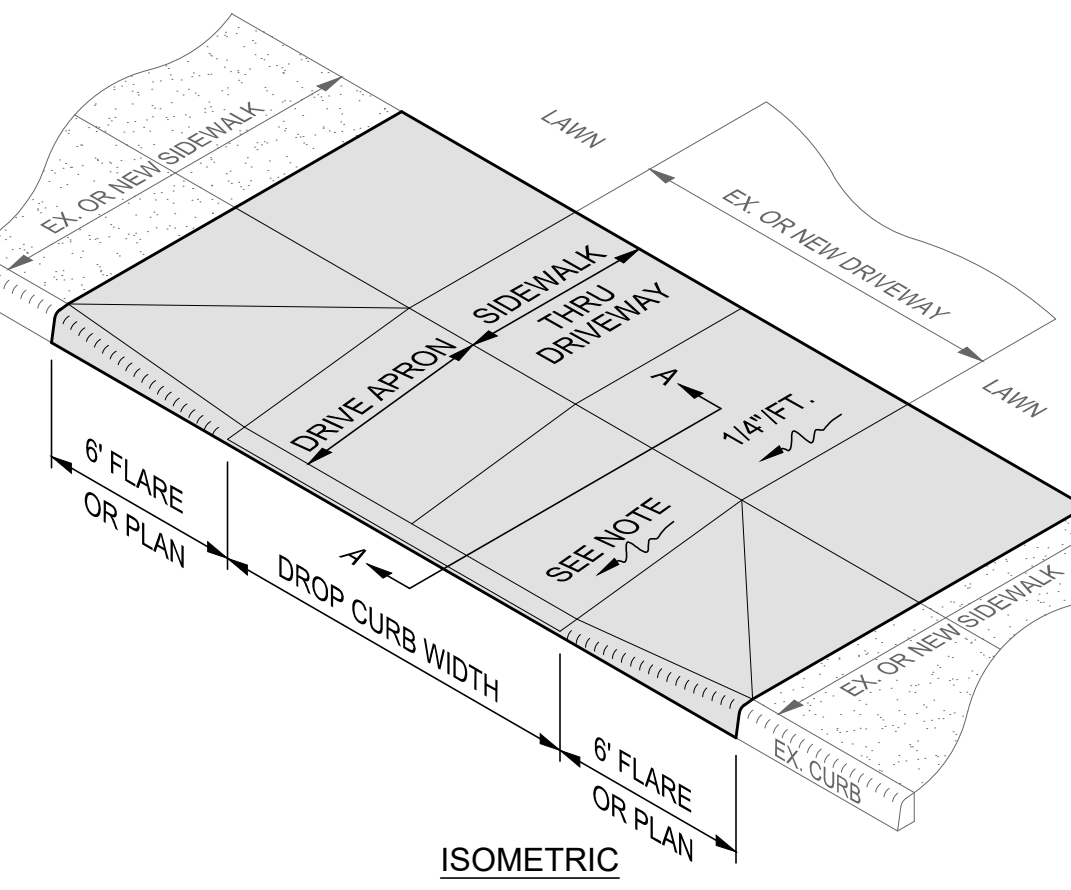 EX. OR NEW SIDEWALK
LAWN
EX. OR NEW DRIVEWAY
LAWN
SIDEWALK
THRU
DRIVEWAY
DRIVE APRON
A
1/4"/FT.
SEE NOTE
A
6' FLARE
OR PLAN
DROP CURB WIDTH
6' FLARE
OR PLAN
EX. OR NEW SIDEWALK
EX. CURB
ISOMETRIC